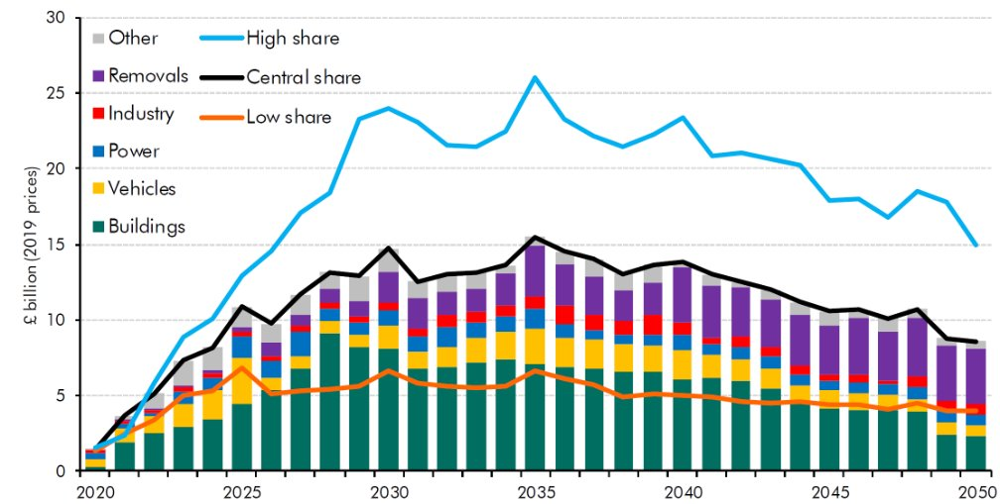 30
25
20
15
10
5
0
£ billion (2019 prices)
Other
High share
Removals
Central share
Industry
Low share
Power
Vehicles
Buildings
2020 2025 2030 2035 2040 2045 2050